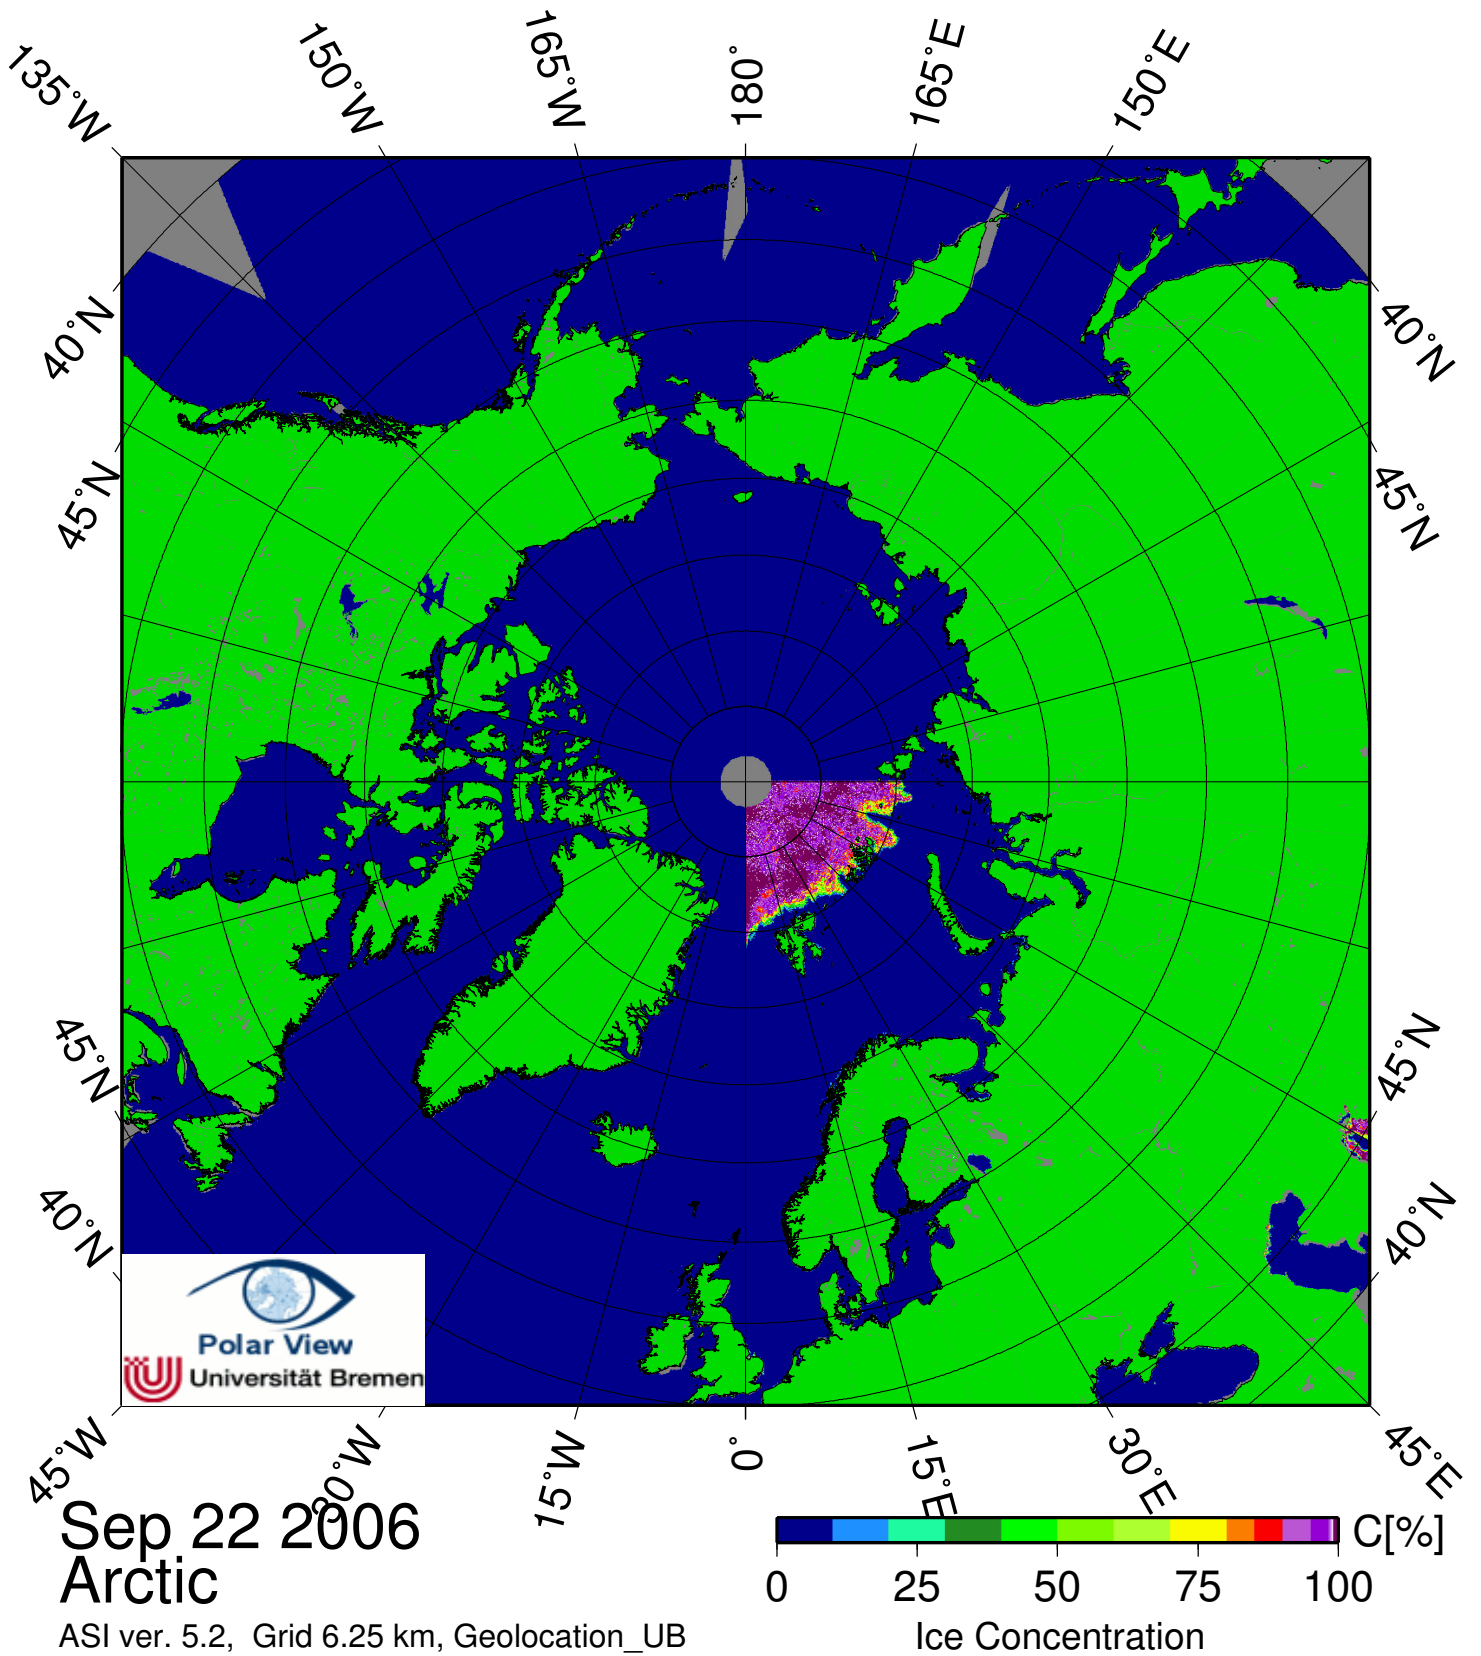 135°W
150°W
165°W
180°
165°E
150°E
40°N
40°N
45°N
45°N
45°N
45°N
40°N
40°N
Polar View
Universität Bremen
45°W
30°W
15°W
0°
15°E
30°E
45°E
Sep 22 2006
Arctic
ASI ver. 5.2, Grid 6.25 km, Geolocation_UB
C[%]
0 25 50 75 100
Ice Concentration